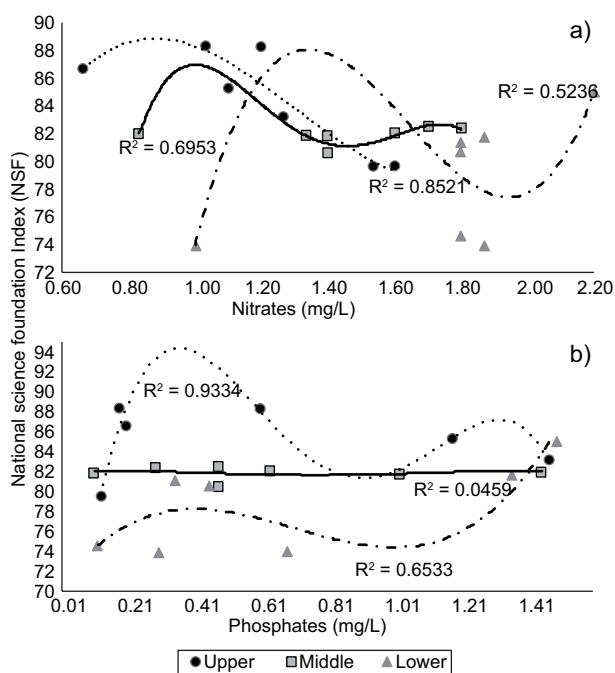 National science foundation Index (NSF)
a)
90
88
86
84
82
80
78
76
74
72
R² = 0.5236
R² = 0.6953
R² = 0.8521
0.60 0.80 1.00 1.20 1.40 1.60 1.80 2.00 2.20
Nitrates (mg/L)
b)
94
92
90
88
86
84
82
80
78
76
74
72
70
R² = 0.9334
R² = 0.0459
R² = 0.6533
0.01 0.21 0.41 0.61 0.81 1.01 1.21 1.41
Phosphates (mg/L)
Upper Middle Lower